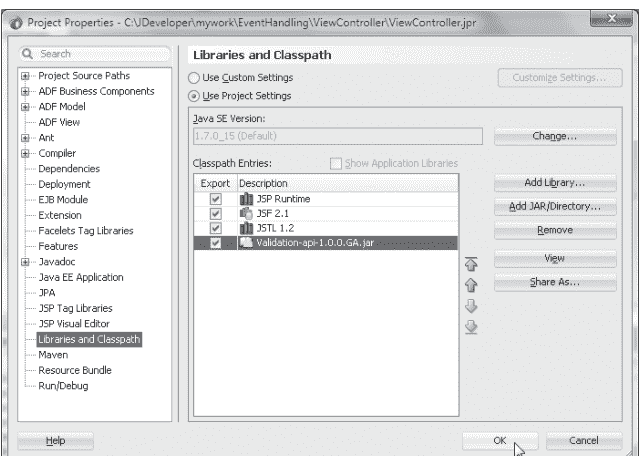 Project Properties - C:\JDeveloper\mywork\EventHandling\ViewController\ViewController.jpr
Search
Project Source Paths
ADF Business Components
ADF Model
ADF View
Ant
Compiler
Dependencies
Deployment
EJB Module
Extension
Facelets Tag Libraries
Features
Javadoc
Java EE Application
JPA
JSP Tag Libraries
JSP Visual Editor
Libraries and Classpath
Maven
Resource Bundle
Run/Debug
Libraries and Classpath
Use Custom Settings
Customize Settings...
Use Project Settings
Java SE Version:
1.7.0_15 (Default)
Change...
Classpath Entries:
Show Application Libraries
Export Description
JSP Runtime
JSF 2.1
JSTL 1.2
Validation-api-1.0.0.GA.jar
Add Library...
Add JAR/Directory...
Remove
View
Share As...
Help
OK
Cancel